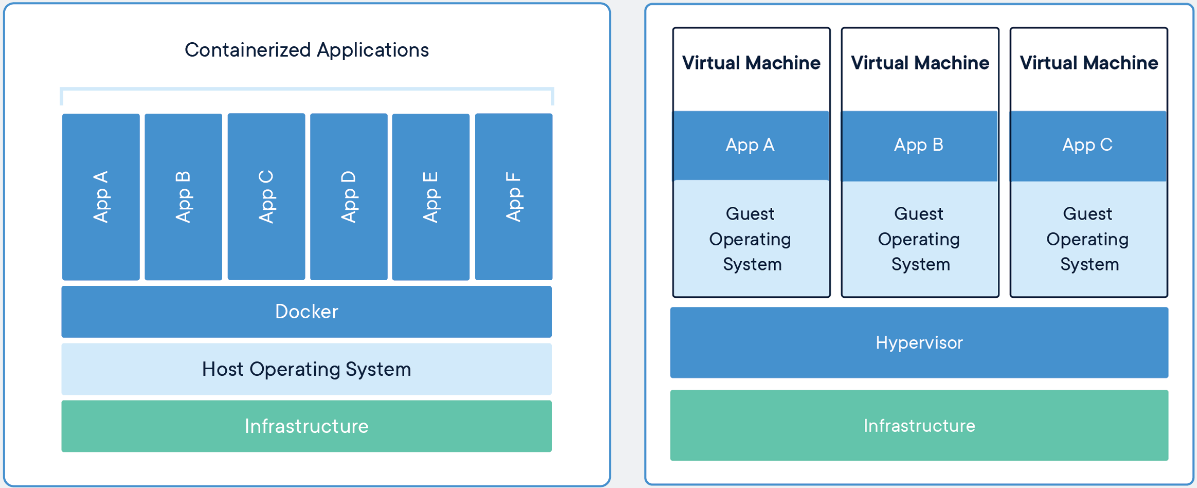 Containerized Applications
App A
App B
App C
App D
App E
App F
Docker
Host Operating System
Infrastructure
Virtual Machine
App A
Guest
Operating
System
Virtual Machine
App B
Guest
Operating
System
Virtual Machine
App C
Guest
Operating
System
Hypervisor
Infrastructure